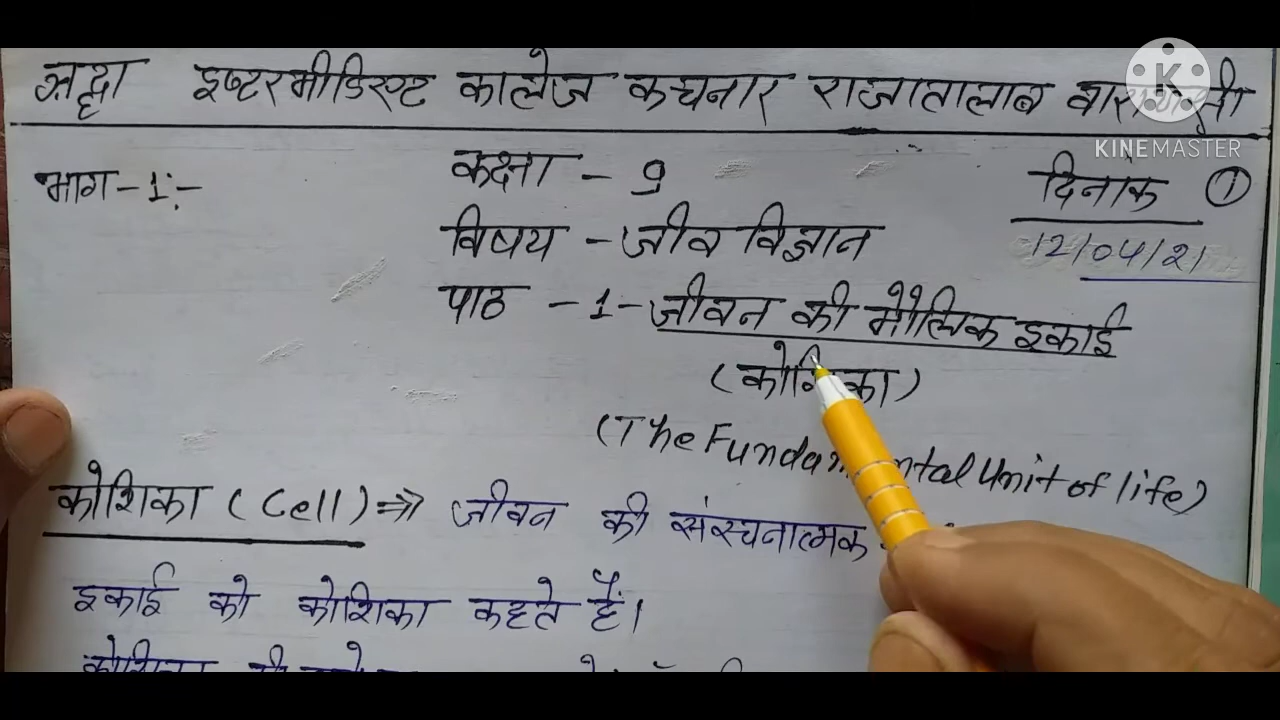 श्रद्धा इण्टरमीडिएट कालेज कचनार राजातालाब
KINEMASTER
भाग-1:-
कक्षा - 9
दिनांक ①
विषय - जीव विज्ञान
12/04/21
पाठ - 1 - जीवन की मौलिक इकाई
(कोशिका)
(The Fundamental Unit of life)
कोशिका (Cell) ⇒ जीवन की संरचनात्मक
इकाई को कोशिका कहते हैं।